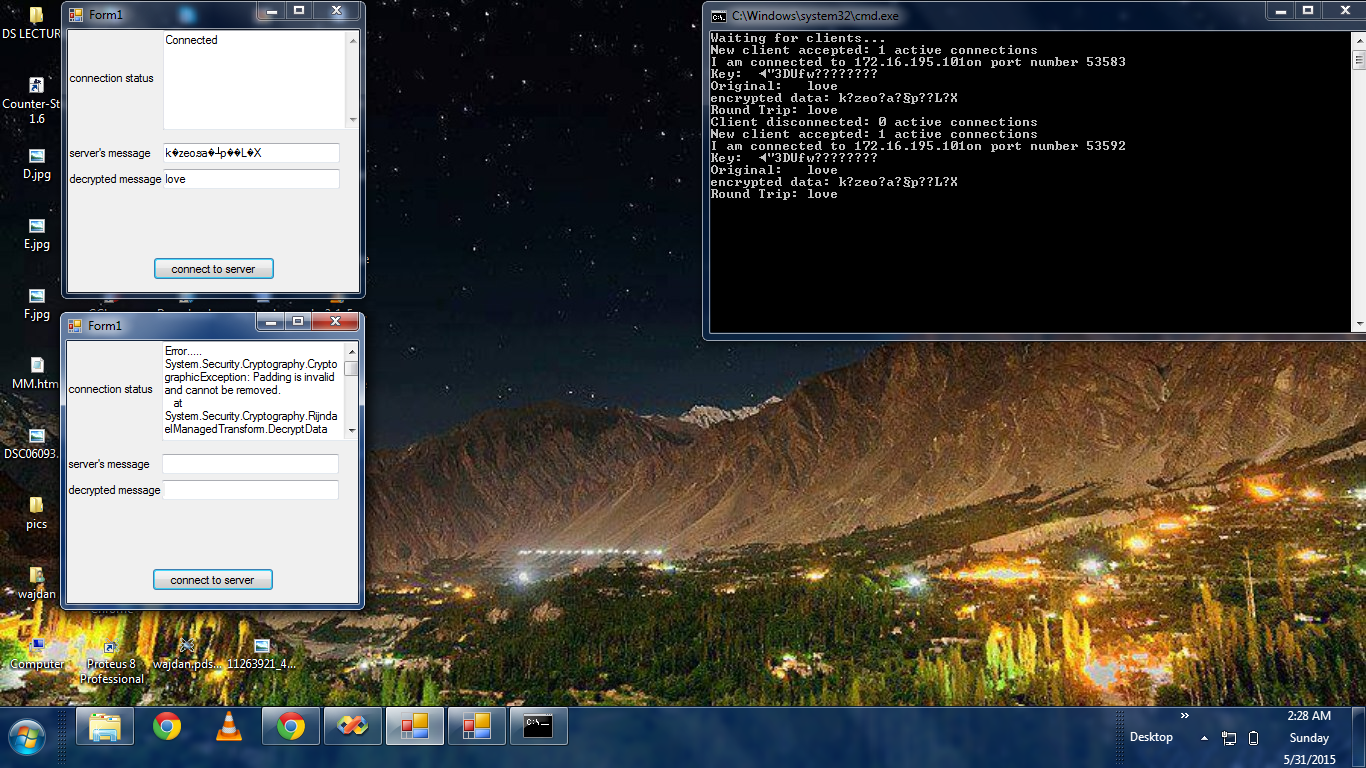 Form1
Connected
connection status
server's message
k�zeoꜱa�┴p��L�X
decrypted message
love
connect to server
Form1
Error.....
System.Security.Cryptography.Crypto
graphicException: Padding is invalid
and cannot be removed.
at
System.Security.Cryptography.Rijnda
elManagedTransform.DecryptData
connection status
server's message
decrypted message
connect to server
C:\Windows\system32\cmd.exe
Waiting for clients...
New client accepted: 1 active connections
I am connected to 172.16.195.101on port number 53583
Key: ◄"3DUfw????????
Original: love
encrypted data: k?zeo?a?§p??L?X
Round Trip: love
Client disconnected: 0 active connections
New client accepted: 1 active connections
I am connected to 172.16.195.101on port number 53592
Key: ◄"3DUfw????????
Original: love
encrypted data: k?zeo?a?§p??L?X
Round Trip: love
DS LECTUR
Counter-St
1.6
D.jpg
E.jpg
F.jpg
MM.htm
DSC06093.
pics
wajdan
Computer
Proteus 8
Professional
wajdan.pds...
11263921_4...
Desktop
2:28 AM
Sunday
5/31/2015